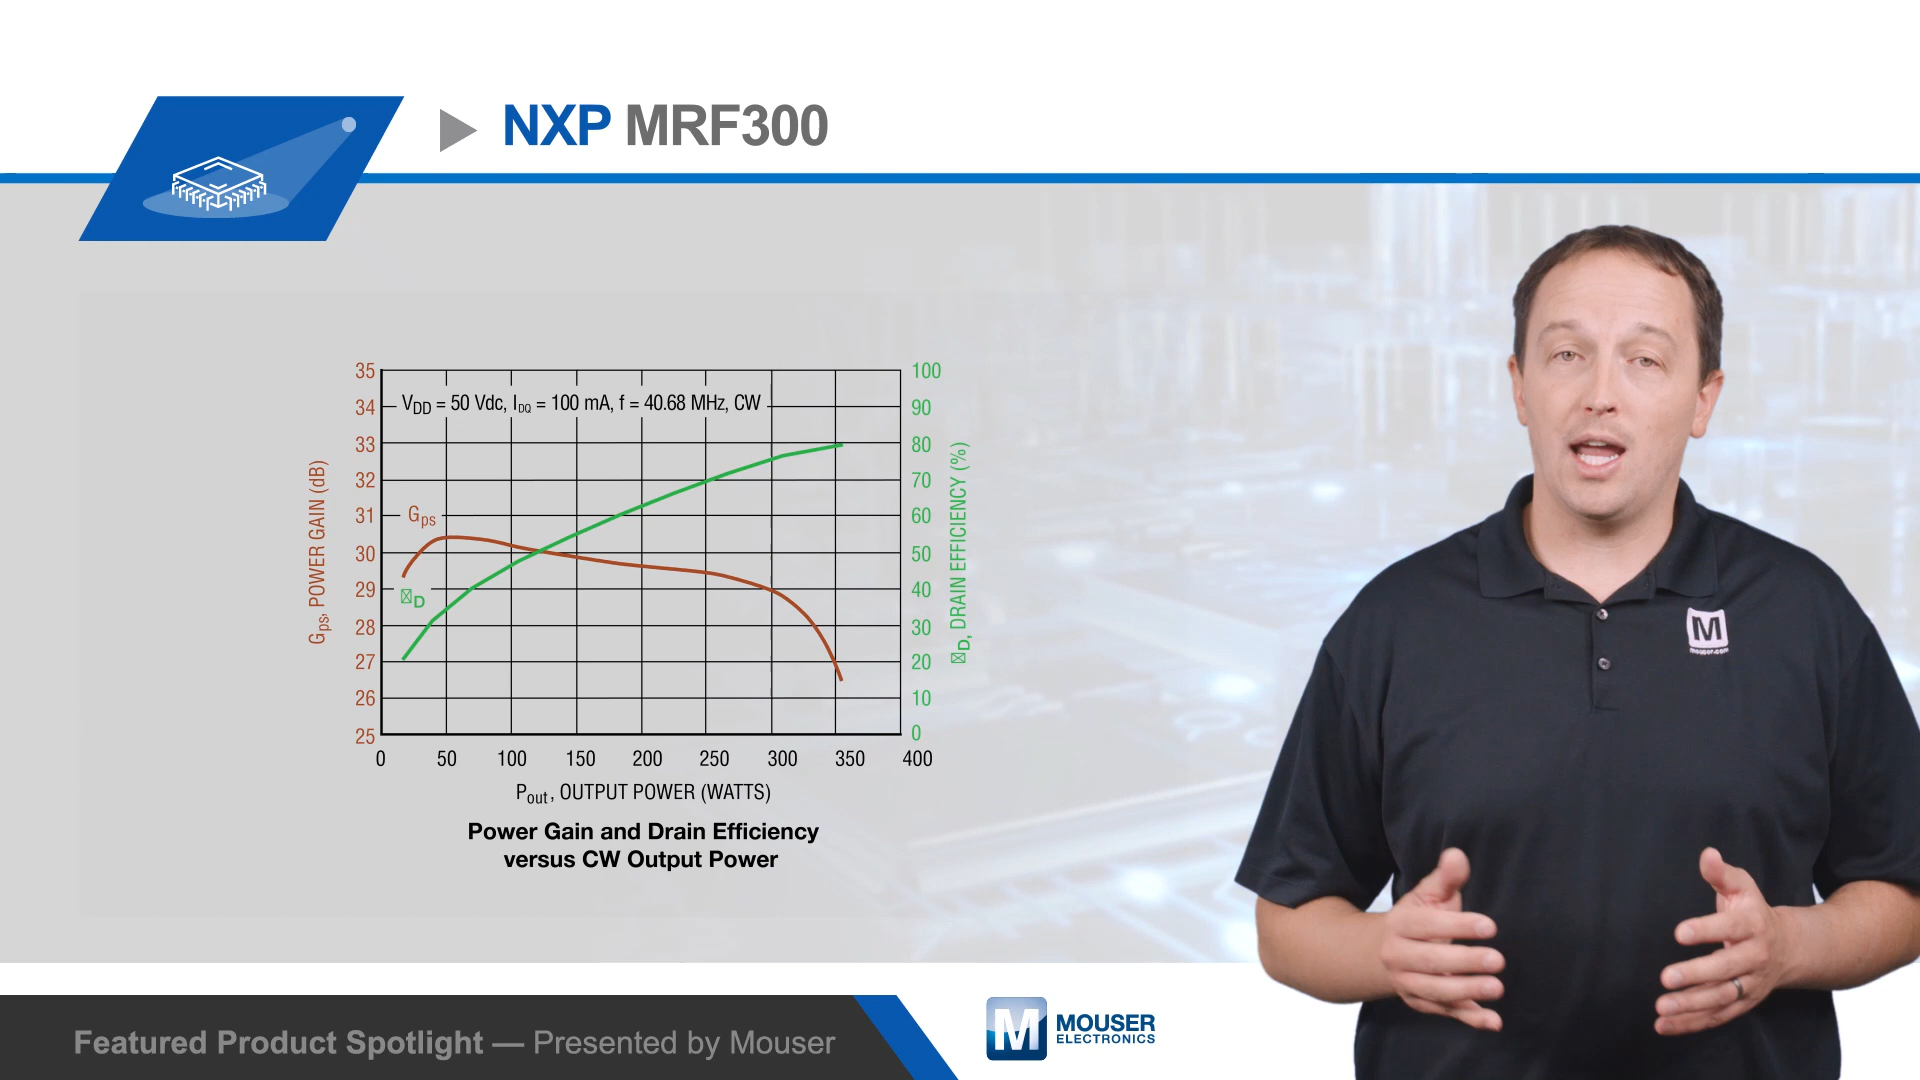 NXP MRF300
35
34
33
32
31
30
29
28
27
26
25
100
90
80
70
60
50
40
30
20
10
0
VDD = 50 Vdc, IDQ = 100 mA, f = 40.68 MHz, CW
Gps
D
Gps, POWER GAIN (dB)
D, DRAIN EFFICIENCY (%)
0 50 100 150 200 250 300 350 400
Pout, OUTPUT POWER (WATTS)
Power Gain and Drain Efficiency
versus CW Output Power
M
mouser.com
Featured Product Spotlight — Presented by Mouser
M
MOUSER
ELECTRONICS